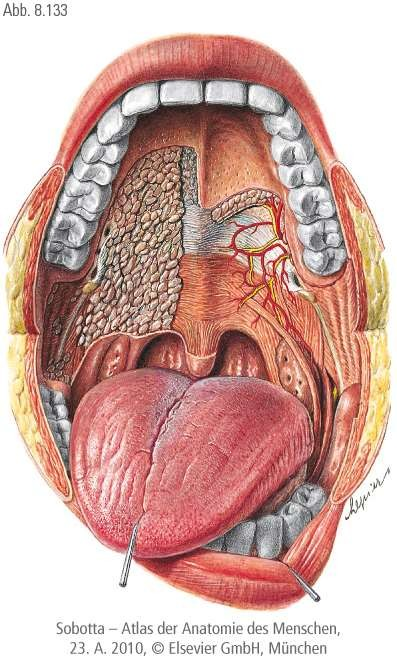 Abb. 8.133
Sobotta – Atlas der Anatomie des Menschen,
23. A. 2010, © Elsevier GmbH, München